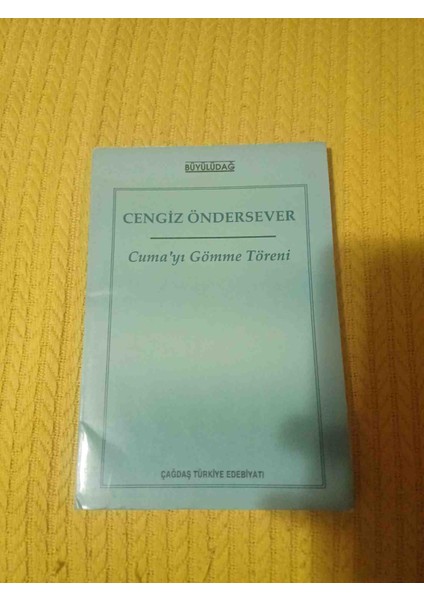 BÜYÜLÜDAĞ
CENGİZ ÖNDERSEVER
Cuma'yı Gömme Töreni
ÇAĞDAŞ TÜRKİYE EDEBİYATI